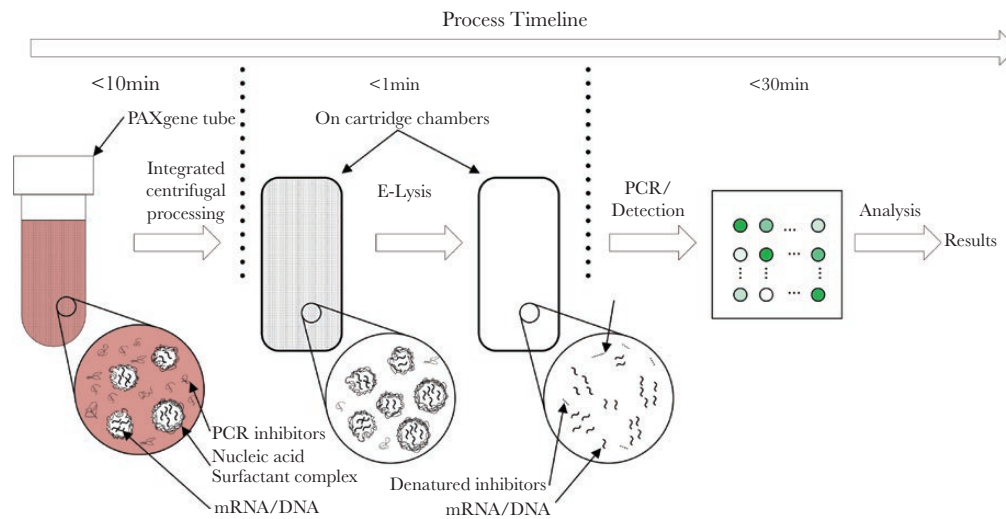 Process Timeline
<10min
<1min
<30min
PAXgene tube
On cartridge chambers
Integrated
centrifugal
processing
E-Lysis
PCR/
Detection
Analysis
Results
PCR inhibitors
Nucleic acid
Surfactant complex
mRNA/DNA
Denatured inhibitors
mRNA/DNA